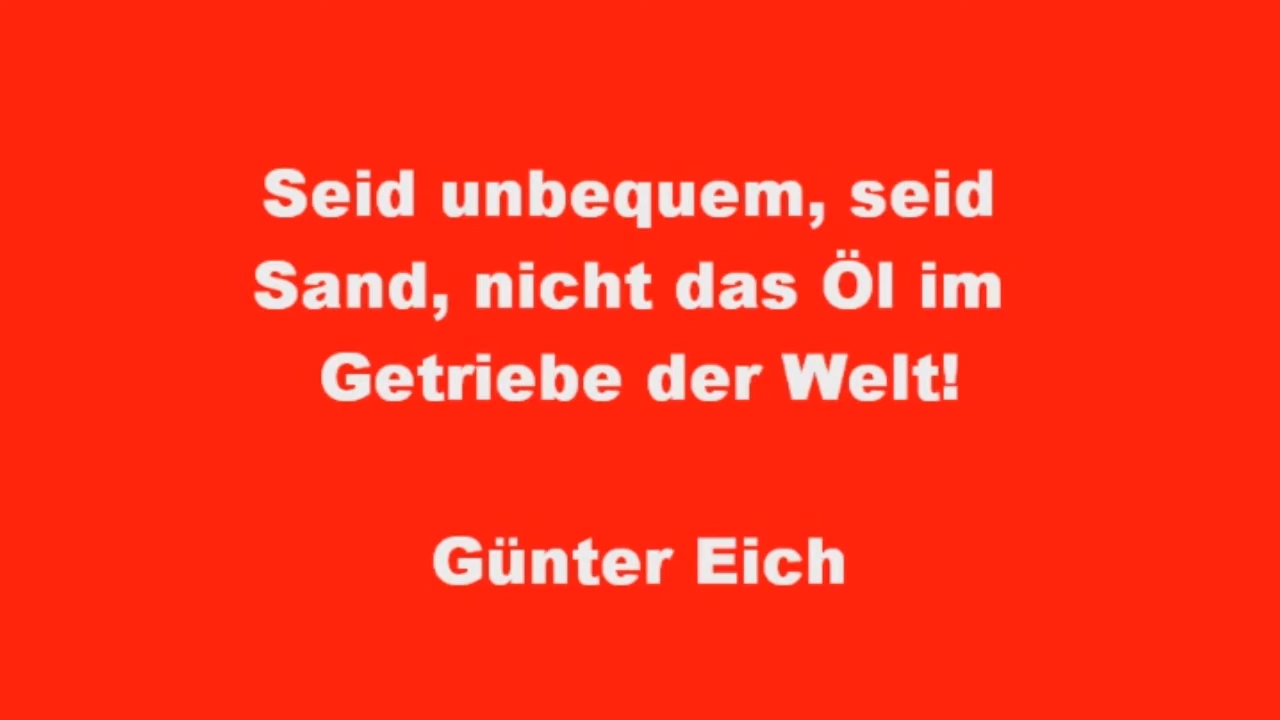 Seid unbequem, seid
Sand, nicht das Öl im
Getriebe der Welt!
Günter Eich